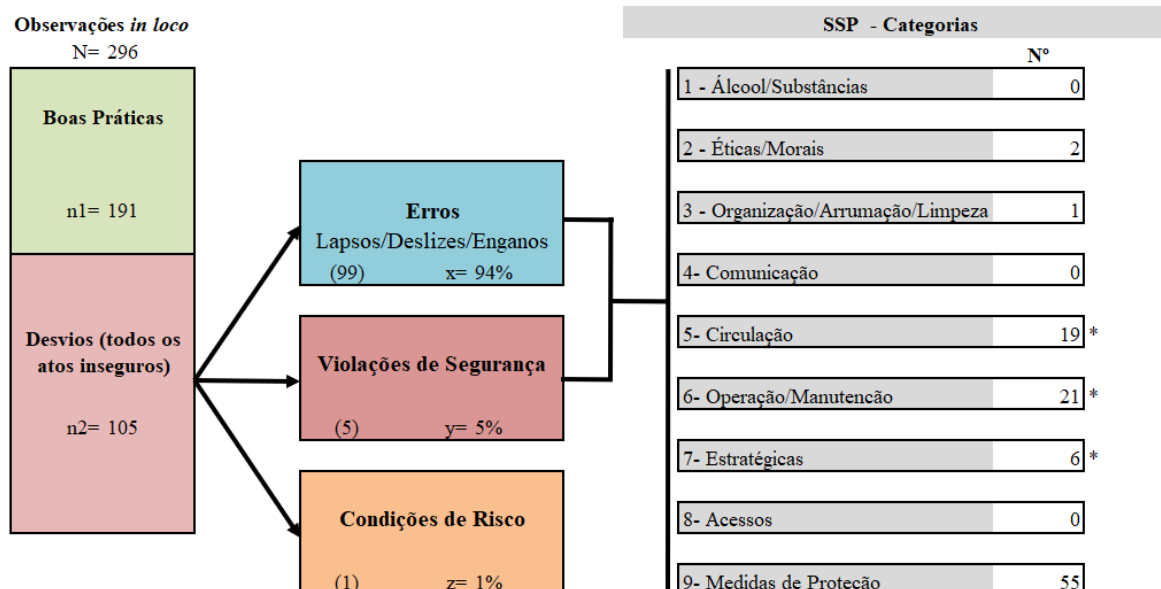 Observações in loco
N= 296
Boas Práticas
n1= 191
Desvios (todos os
atos inseguros)
n2= 105
Erros
Lapsos/Deslizes/Enganos
(99) x= 94%
Violações de Segurança
(5) y= 5%
Condições de Risco
(1) z= 1%
SSP - Categorias
Nº
1 - Álcool/Substâncias 0
2 - Éticas/Morais 2
3 - Organização/Arrumação/Limpeza 1
4- Comunicação 0
5- Circulação 19 *
6- Operação/Manutencão 21 *
7- Estratégicas 6 *
8- Acessos 0
9- Medidas de Proteção 55